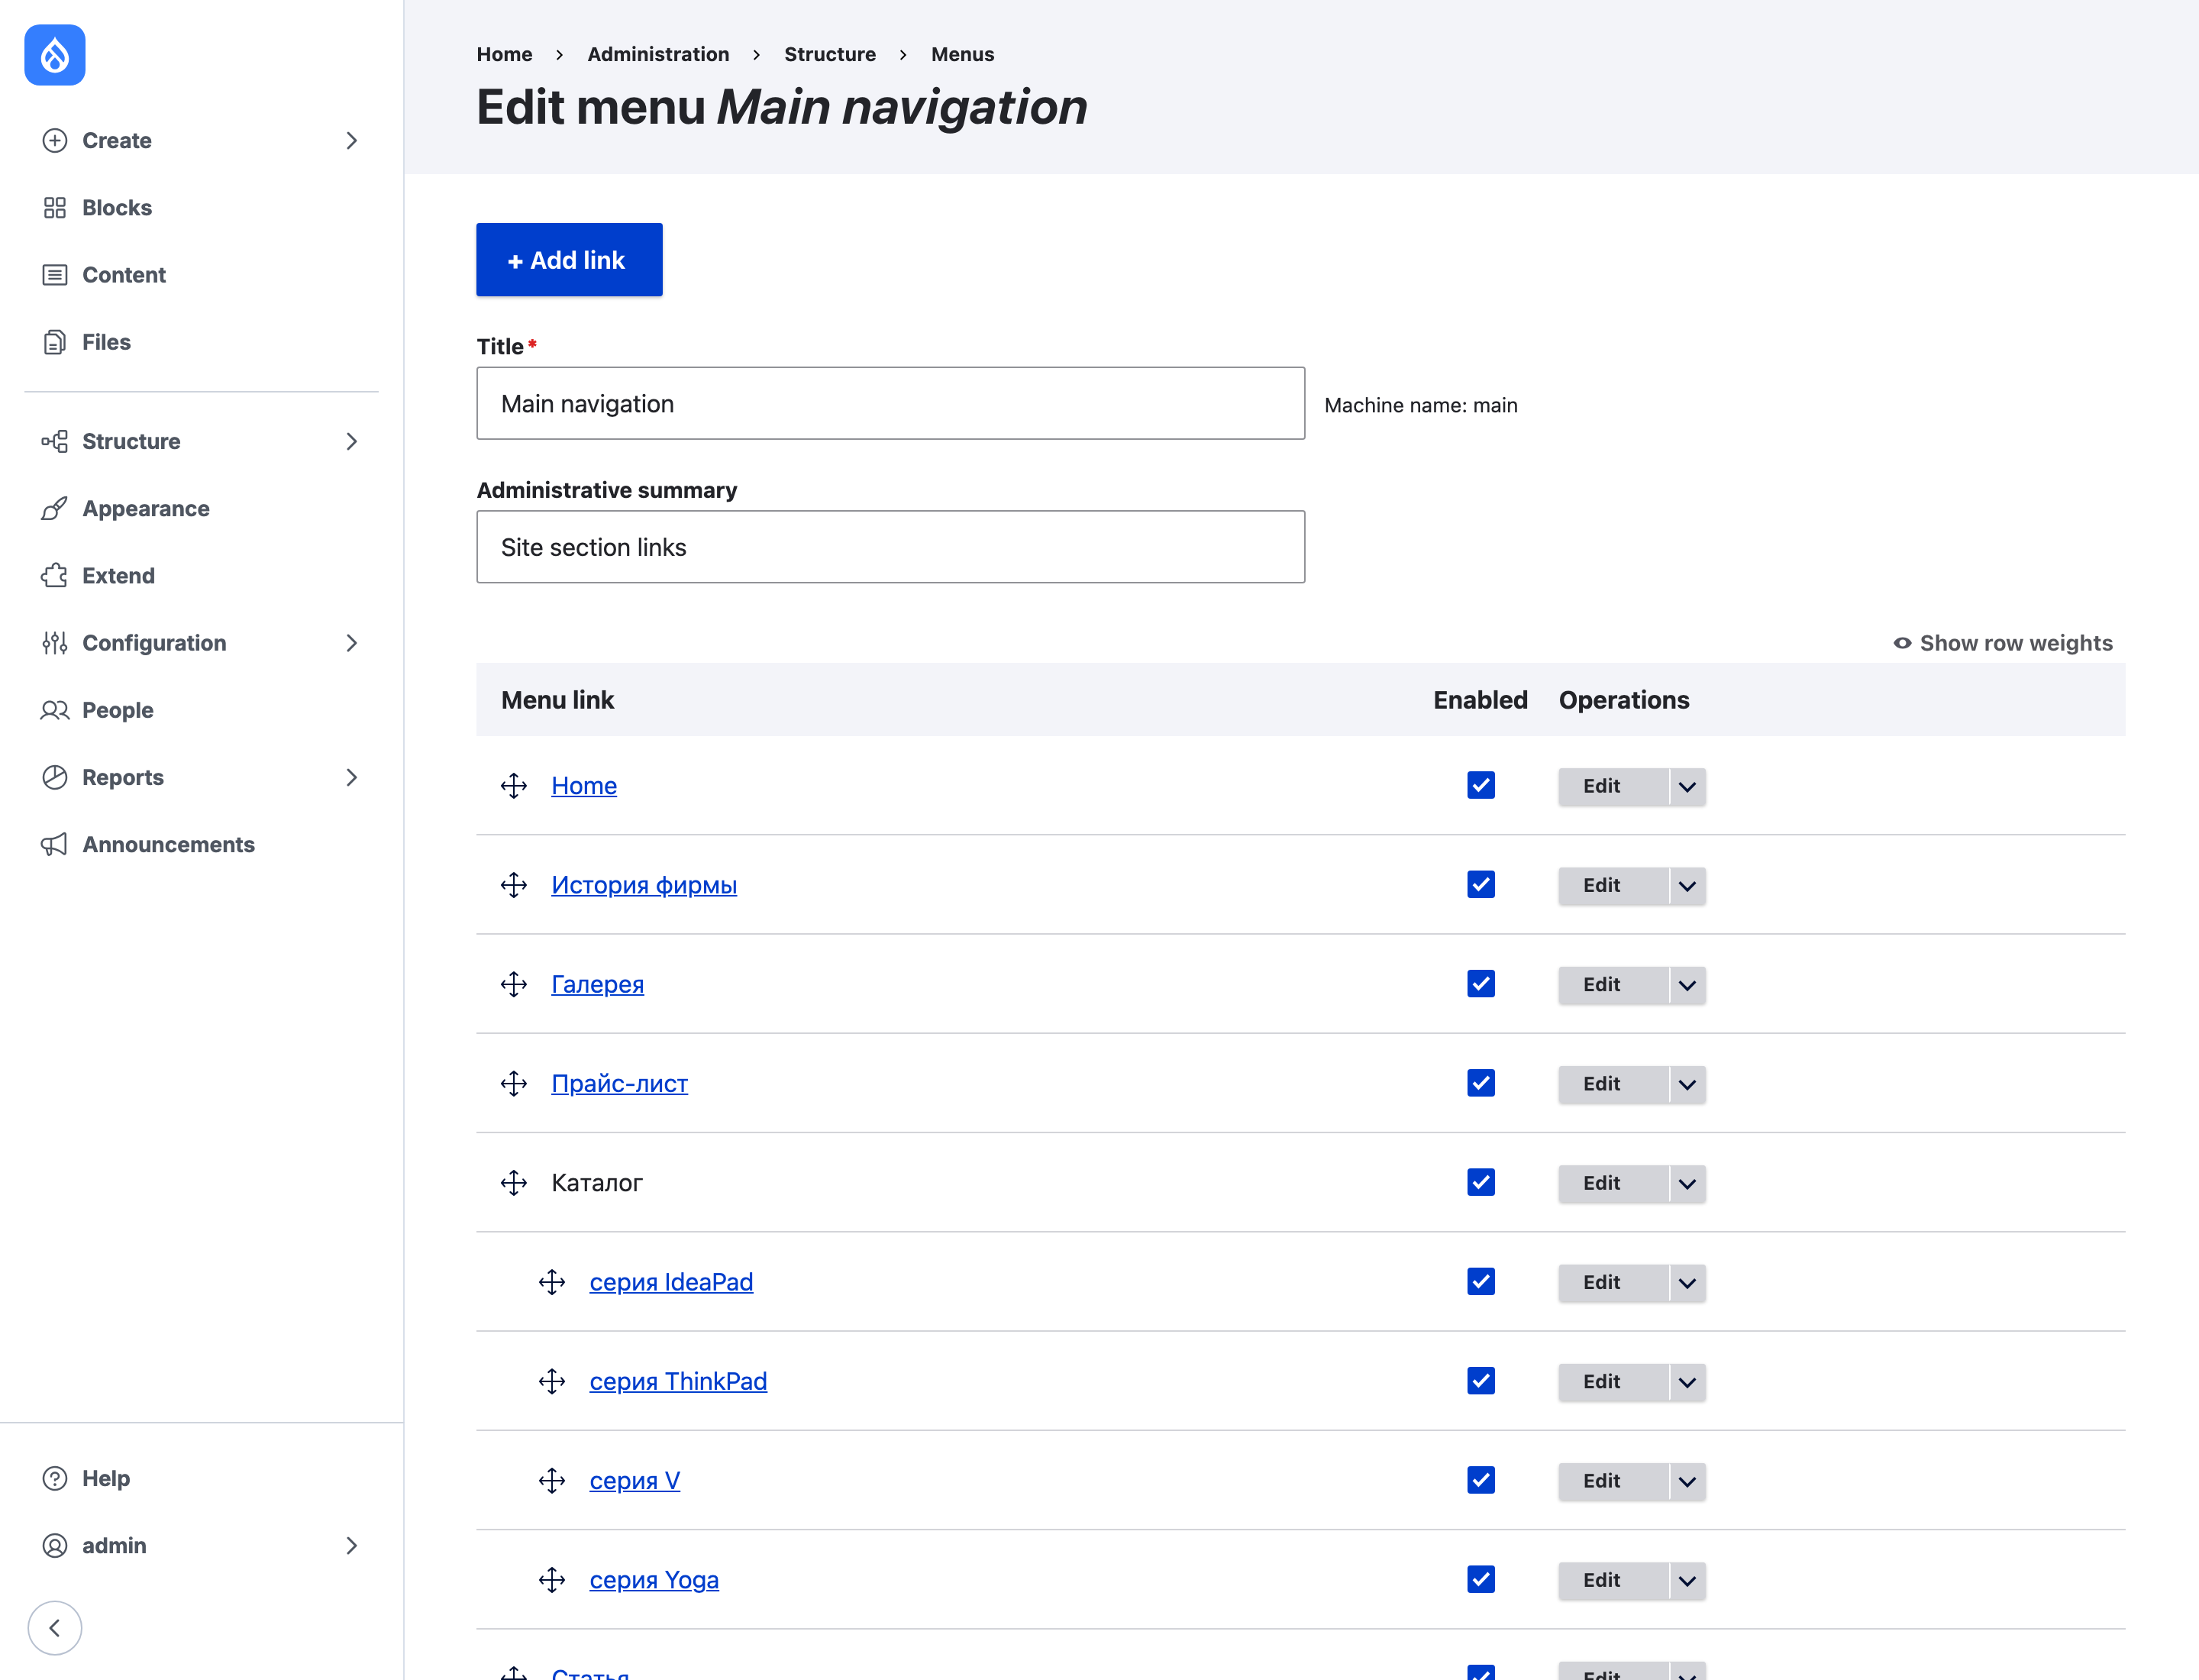 Create
Blocks
Content
Files
Structure
Appearance
Extend
Configuration
People
Reports
Announcements
Help
admin
Home > Administration > Structure > Menus
Edit menu Main navigation
+ Add link
Title*
Main navigation
Machine name: main
Administrative summary
Site section links
Show row weights
Menu link Enabled Operations
Home Edit
История фирмы Edit
Галерея Edit
Прайс-лист Edit
Каталог Edit
серия IdeaPad Edit
серия ThinkPad Edit
серия V Edit
серия Yoga Edit
Статья Edit